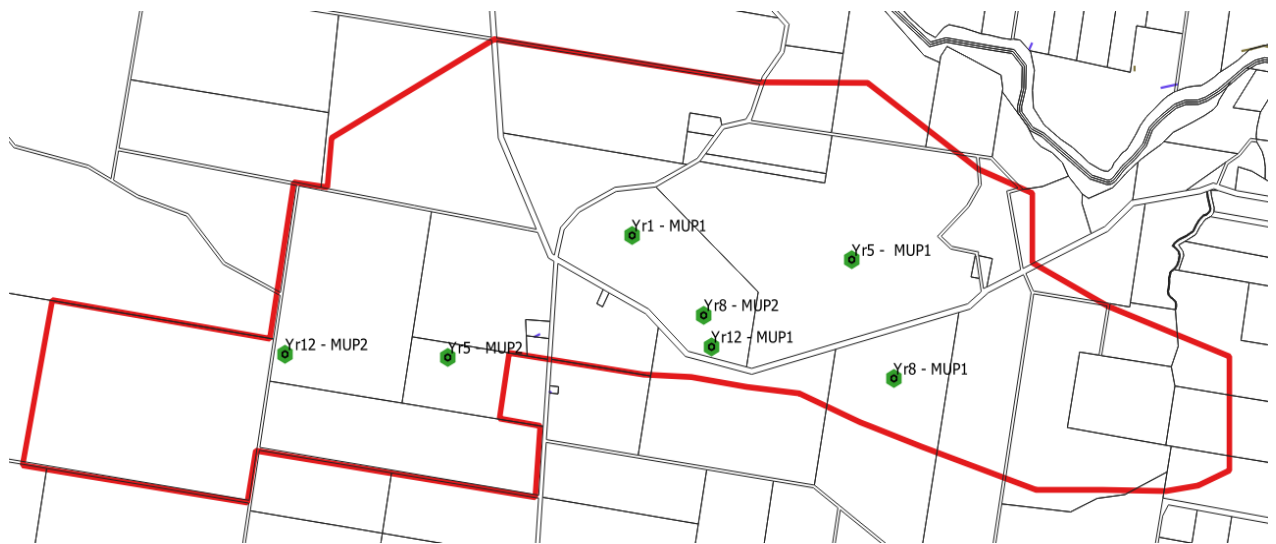 Yr1 - MUP1
Yr5 -  MUP1
Yr8 - MUP2
Yr12 - MUP1
Yr12 - MUP2
Yr5 - MUP2
Yr8 - MUP1